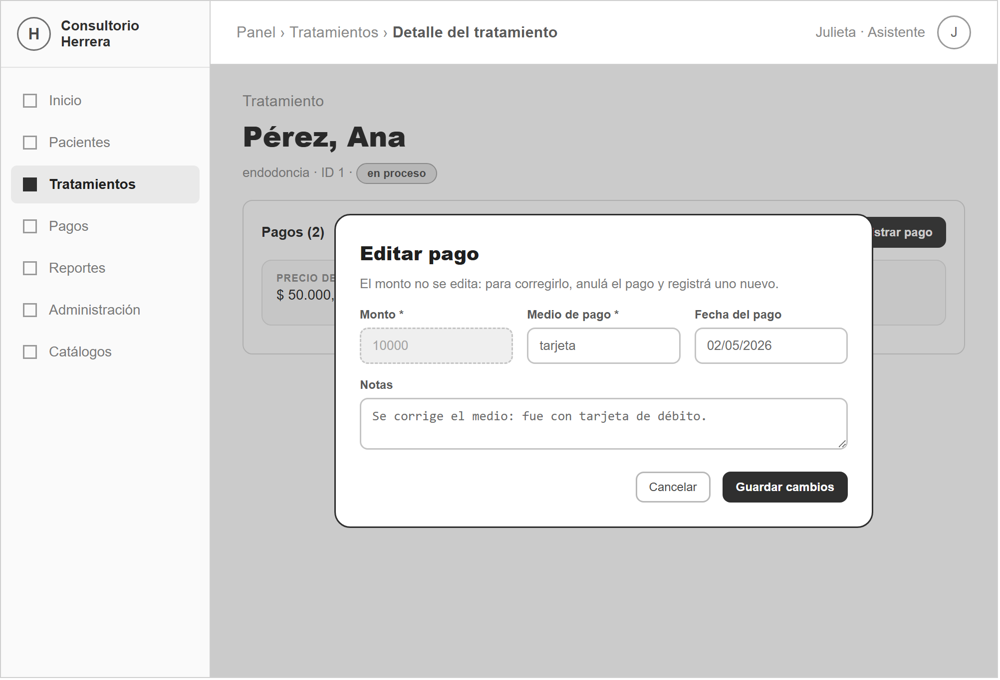 H
Consultorio
Herrera
Panel › Tratamientos › Detalle del tratamiento
Julieta · Asistente
J
Inicio
Pacientes
Tratamientos
Pagos
Reportes
Administración
Catálogos
Tratamiento
Pérez, Ana
endodoncia · ID 1 · en proceso
Pagos (2)
strar pago
PRECIO DE
$ 50.000,
Editar pago
El monto no se edita: para corregirlo, anulá el pago y registrá uno nuevo.
Monto *
Medio de pago *
Fecha del pago
10000
tarjeta
02/05/2026
Notas
Se corrige el medio: fue con tarjeta de débito.
Cancelar
Guardar cambios